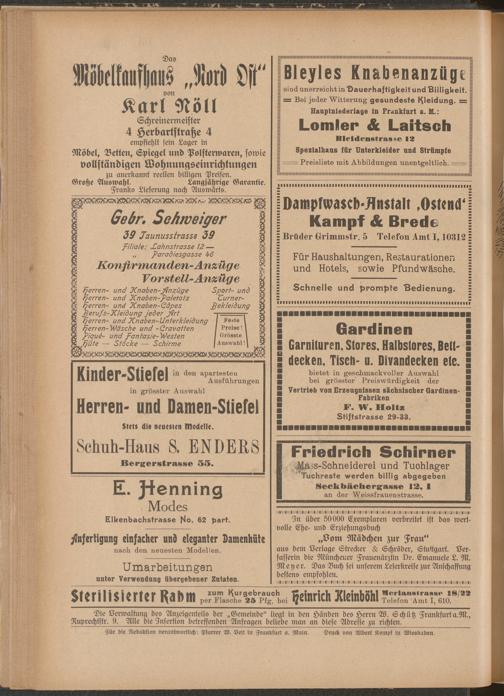 Das
Möbelkaufhaus „Nord Ost“
von
Karl Nöll
Schreinermeister
4 Herbartstraße 4
empfiehlt sein Lager in
Möbel, Betten, Spiegel und Polsterwaren, sowie
vollständigen Wohnungseinrichtungen
zu anerkannt reellen billigen Preisen.
Große Auswahl. Langjährige Garantie.
Franko Lieferung nach Auswärts.
Gebr. Schweiger
39 Taunusstrasse 39
Filiale: Lahnstrasse 12 —
„ Parabiesgasse 46
Konfirmanden-Anzüge
Vorstell-Anzüge
Herren- und Knaben-Anzüge
Herren- und Knaben-Paletots
Herren- und Knaben-Capes
Berufs-Kleidung jeder Art
Herren- und Knaben-Unterkleidung
Herren-Wäsche und -Cravatten
Piqué- und Fantasie-Westen
Hüte — Stöcke — Schirme
Sport- und
Turner-
Bekleidung
Feste
Preise!
Grösste
Auswahl!
Kinder-Stiefel in den apartesten
Ausführungen
in grösster Auswahl
Herren- und Damen-Stiefel
Stets die neuesten Modelle.
Schuh-Haus S. ENDERS
Bergerstrasse 55.
E. Henning
Modes
Eikenbachstrasse No. 62 part.
Anfertigung einfacher und eleganter Damenhüte
nach den neuesten Modellen.
Umarbeitungen
unter Verwendung übergebener Zutaten.
Bleyles Knabenanzüge
sind unerreicht in Dauerhaftigkeit und Billigkeit.
Bei jeder Witterung gesundeste Kleidung.
Hauptniederlage in Frankfurt a. M.:
Lomler & Laitsch
Bleidenstrasse 12
Spezialhaus für Unterkleider und Strümpfe
Preisliste mit Abbildungen unentgeltlich.
Dampfwasch-Anstalt „Ostend“
Kampf & Brede
Brüder Grimmstr. 5 Telefon Amt I, 10312
Für Haushaltungen, Restaurationen
und Hotels, sowie Pfundwäsche.
Schnelle und prompte Bedienung.
Gardinen
Garnituren, Stores, Halbstores, Bett-
decken, Tisch- u. Divandecken etc.
bietet in geschmackvoller Auswahl
bei grösster Preiswürdigkeit der
Vertrieb von Erzeugnissen sächsischer Gardinen-
Fabriken
F. W. Holtz
Stiftstrasse 29-33.
Friedrich Schirner
Mass-Schneiderei und Tuchlager
Tuchreste werden billig abgegeben
Seckbächergasse 12, I
an der Weissfrauenstrasse.
In über 50000 Exemplaren verbreitet ist das wert-
volle Ehe- und Erziehungsbuch
„Vom Mädchen zur Frau“
aus dem Verlage Strecker & Schröder, Stuttgart. Ver-
fasserin die Münchener Frauenärztin Dr. Emanuele L. M.
Meyer. Das Buch sei unseren Leserkreise zur Anschaffung
bestens empfohlen.
Sterilisierter Rahm zum Kurgebrauch
per Flasche 25 Pfg. bei Heinrich Kleinböhl Merianstrasse 18/22
Telefon Amt I, 610.
Die Verwaltung des Anzeigenteils der „Gemeinde“ liegt in den Händen des Herrn W. Schütz Frankfurt a. M.,
Ruprechtstr. 9. Alle die Insertion betreffenden Anfragen beliebe man an diese Adresse zu richten.
Für die Redaktion verantwortlich: Pfarrer W. Veit in Frankfurt a. Main. Druck von Albert Kempf in Wiesbaden.